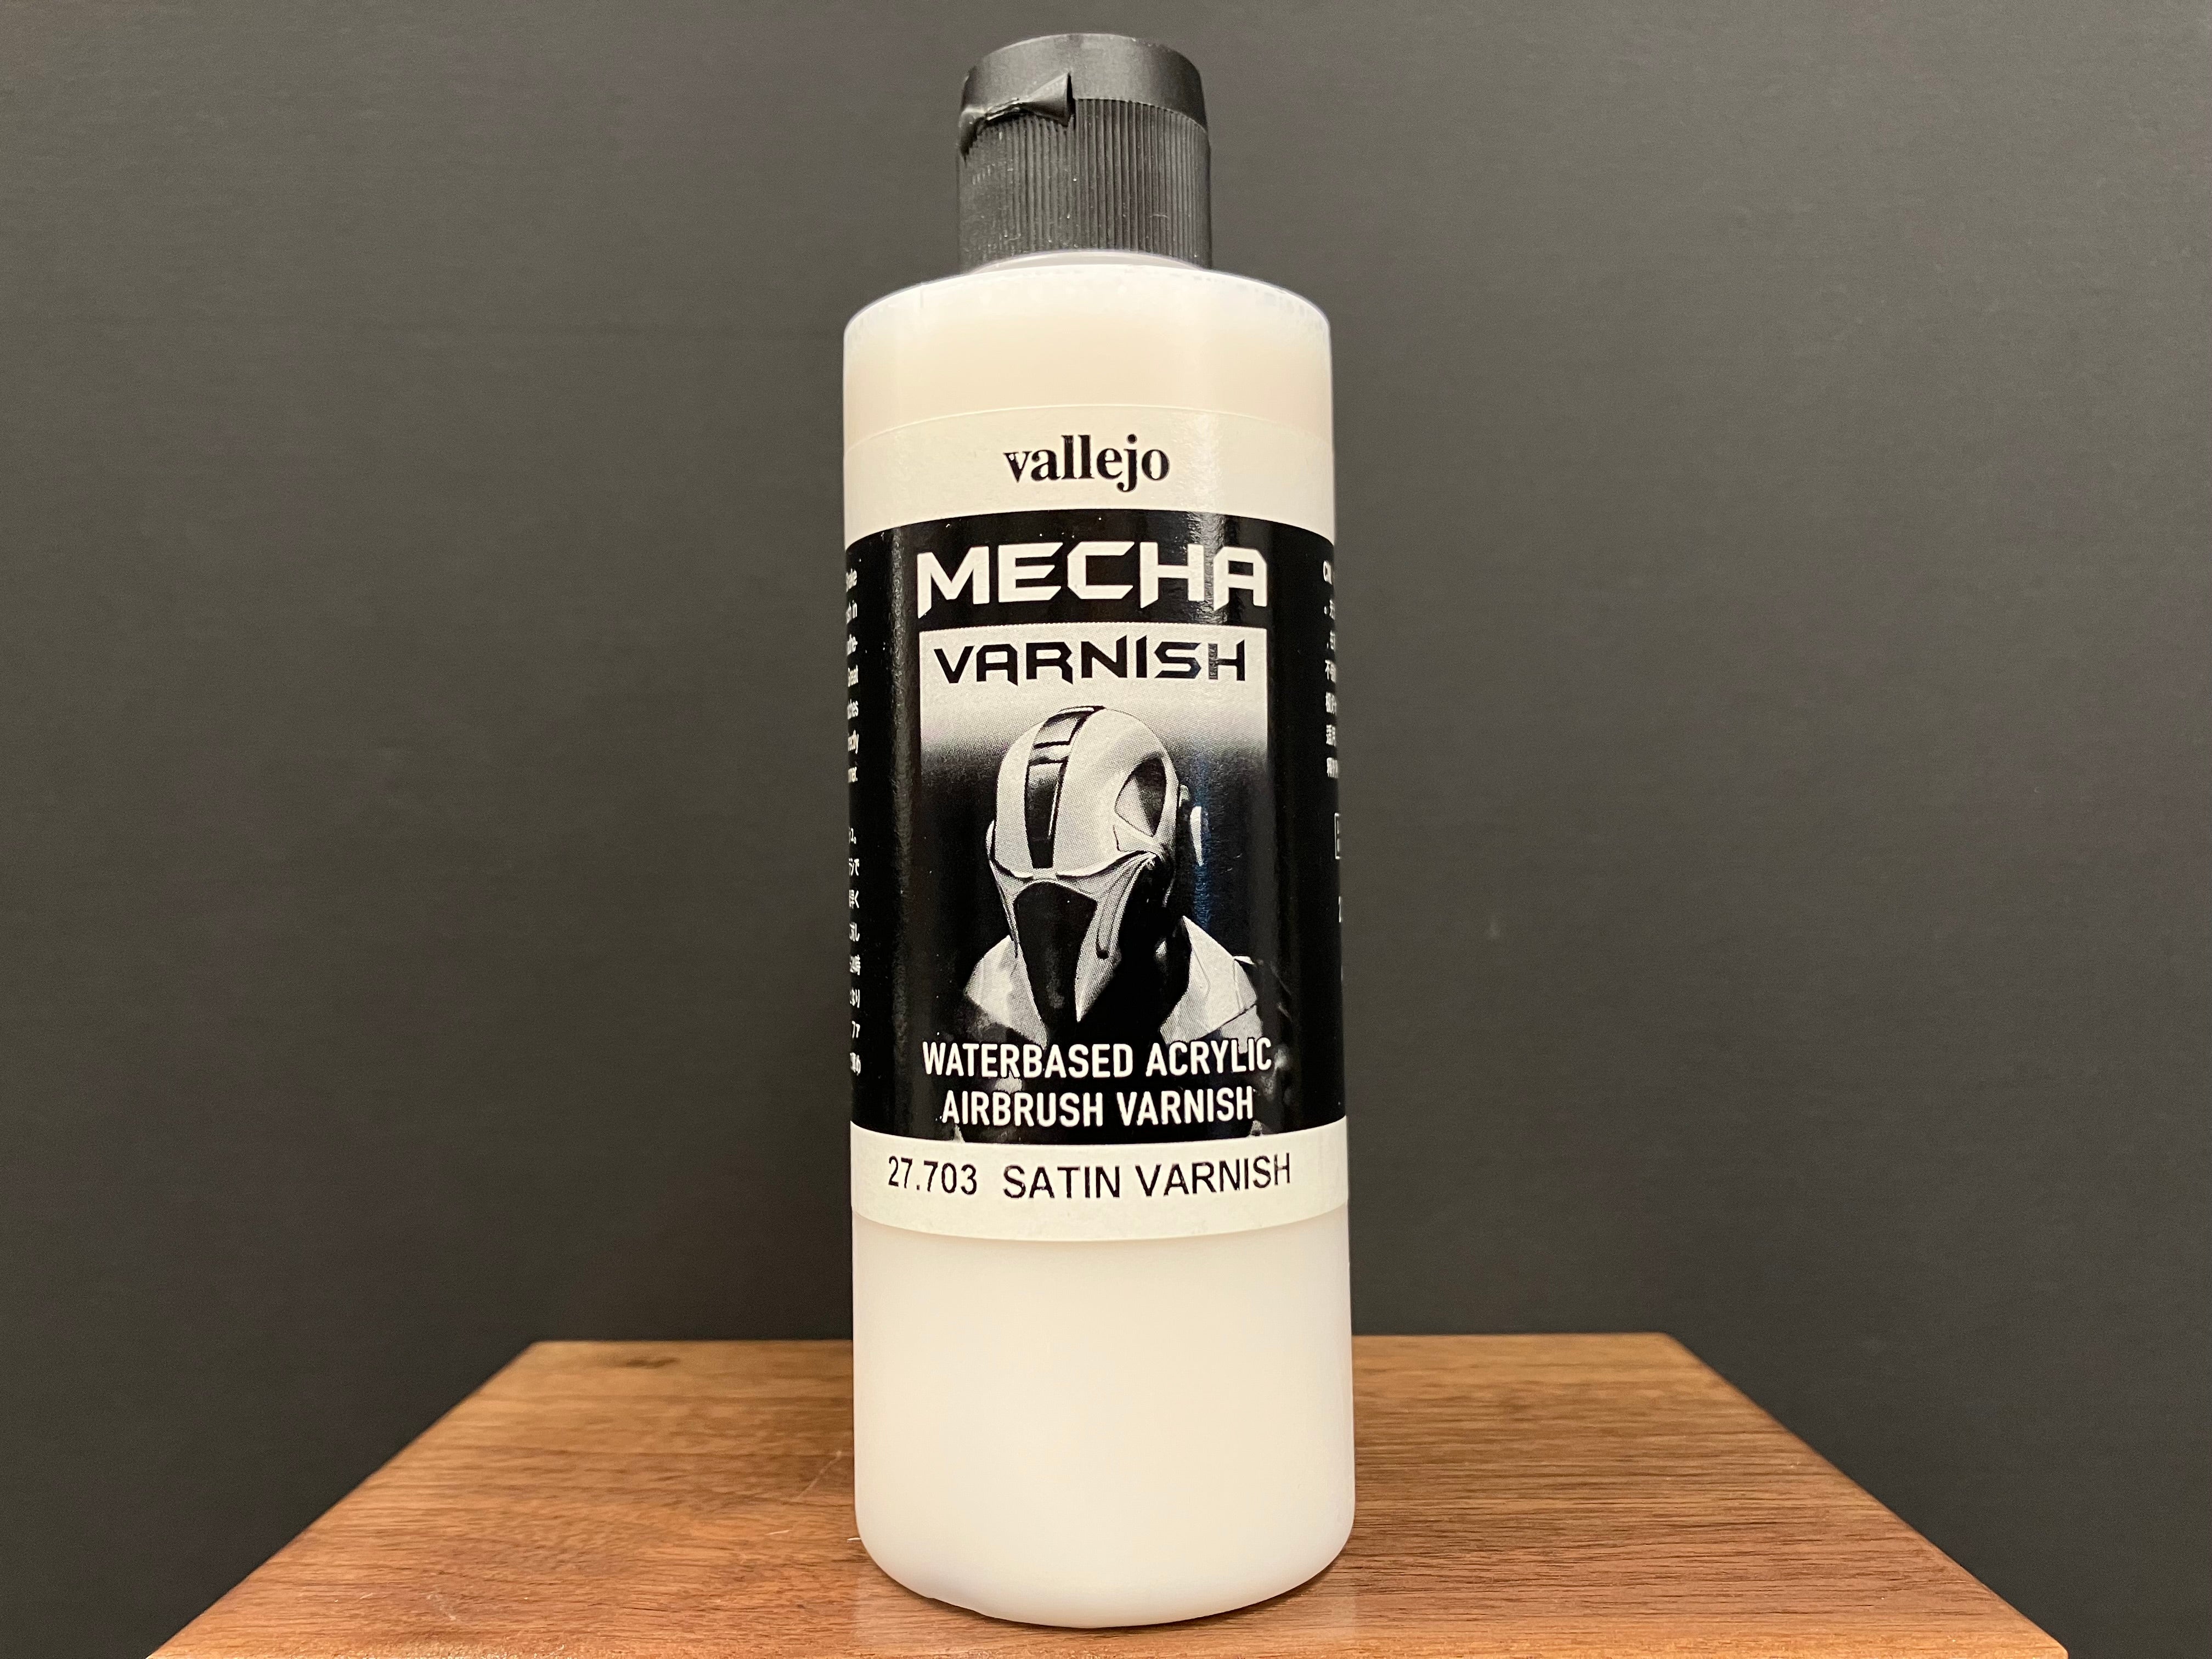 vallejo
MECHA
VARNISH
WATERBASED ACRYLIC
AIRBRUSH VARNISH
27.703 SATIN VARNISH